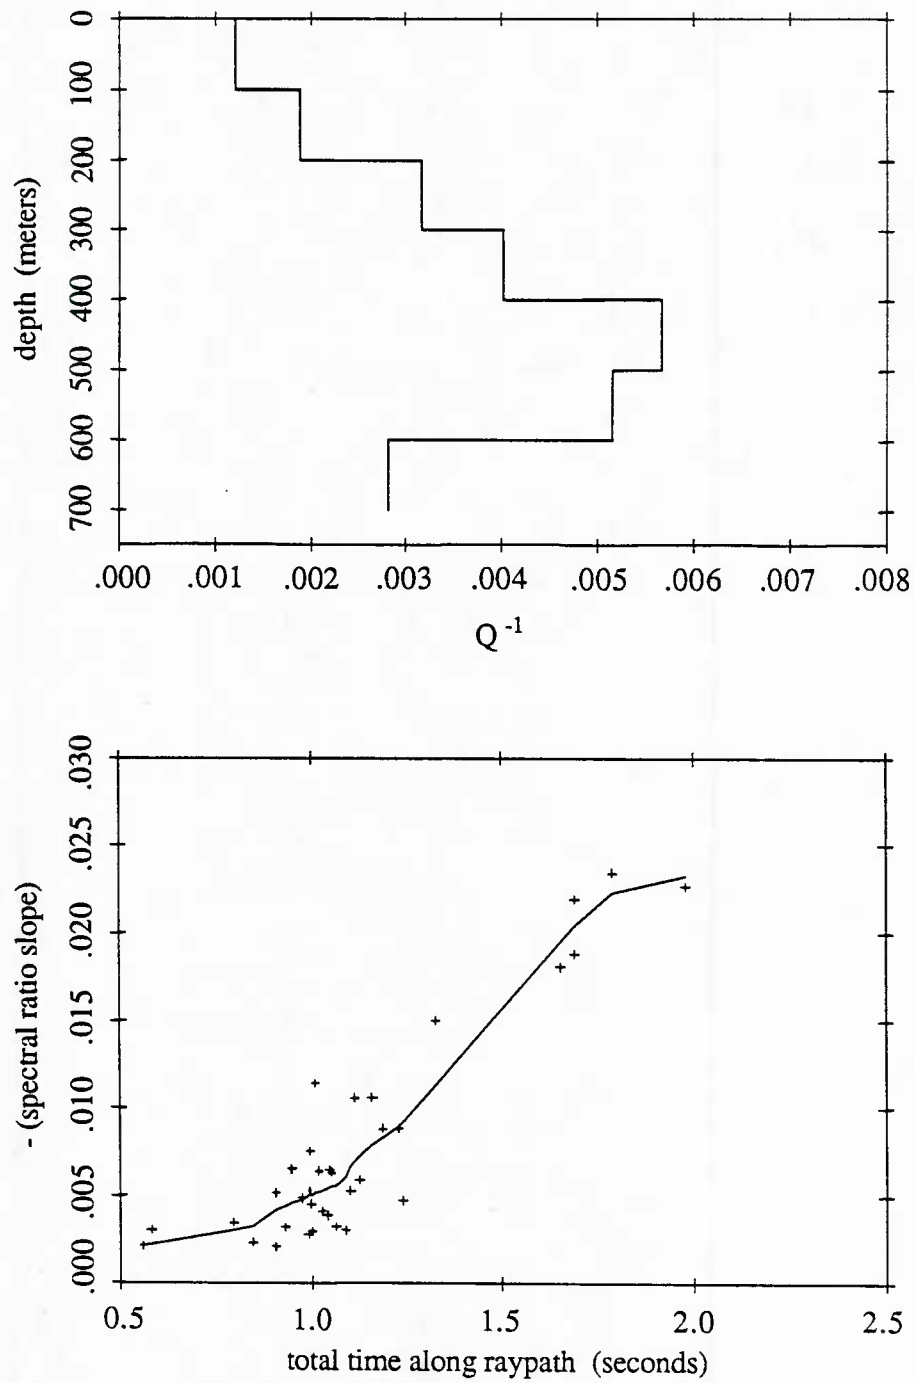 0
100
200
300
400
500
600
700
depth (meters)
.000 .001 .002 .003 .004 .005 .006 .007 .008
Q -1
.030
.025
.020
.015
.010
.005
.000
- (spectral ratio slope)
0.5 1.0 1.5 2.0 2.5
total time along raypath (seconds)